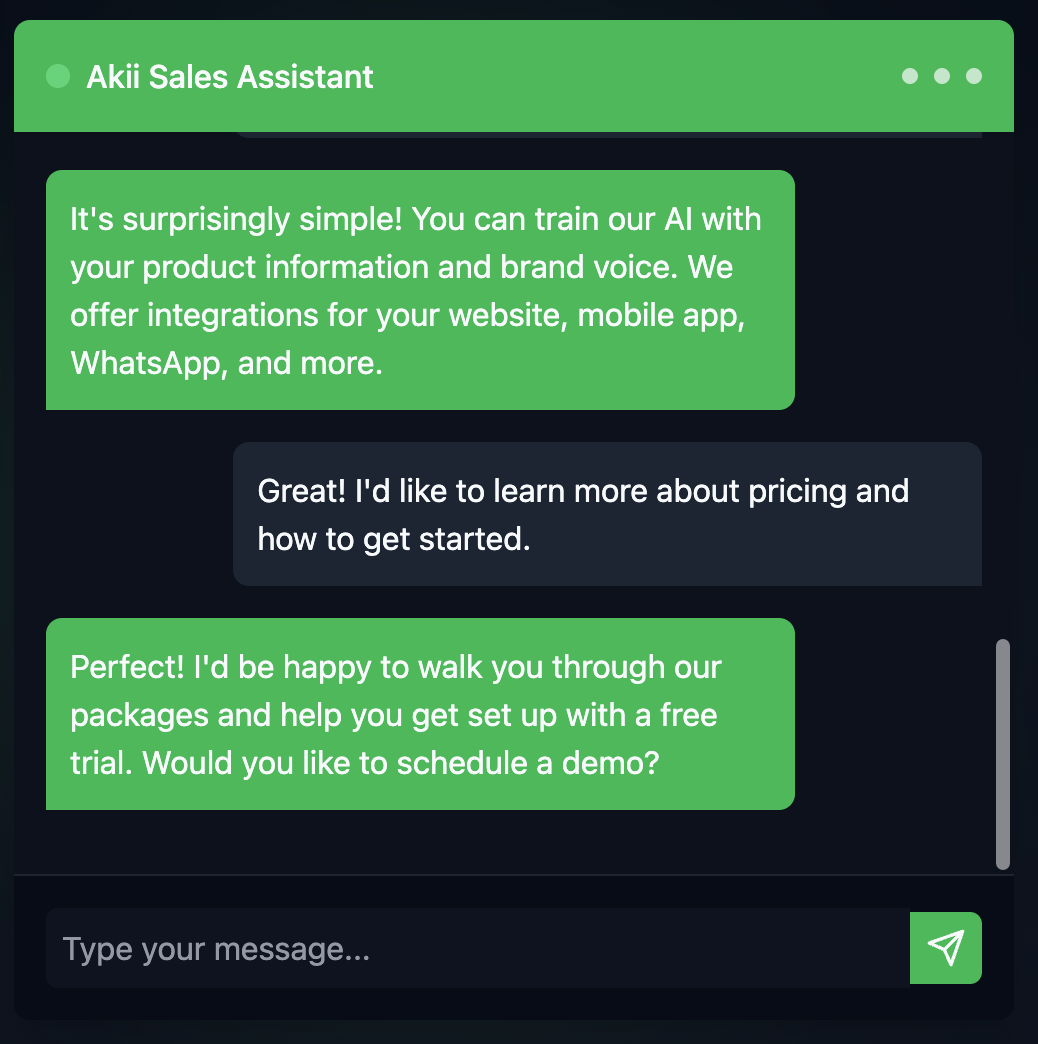 Akii Sales Assistant
It's surprisingly simple! You can train our AI with
your product information and brand voice. We
offer integrations for your website, mobile app,
WhatsApp, and more.
Great! I'd like to learn more about pricing and
how to get started.
Perfect! I'd be happy to walk you through our
packages and help you get set up with a free
trial. Would you like to schedule a demo?
Type your message...